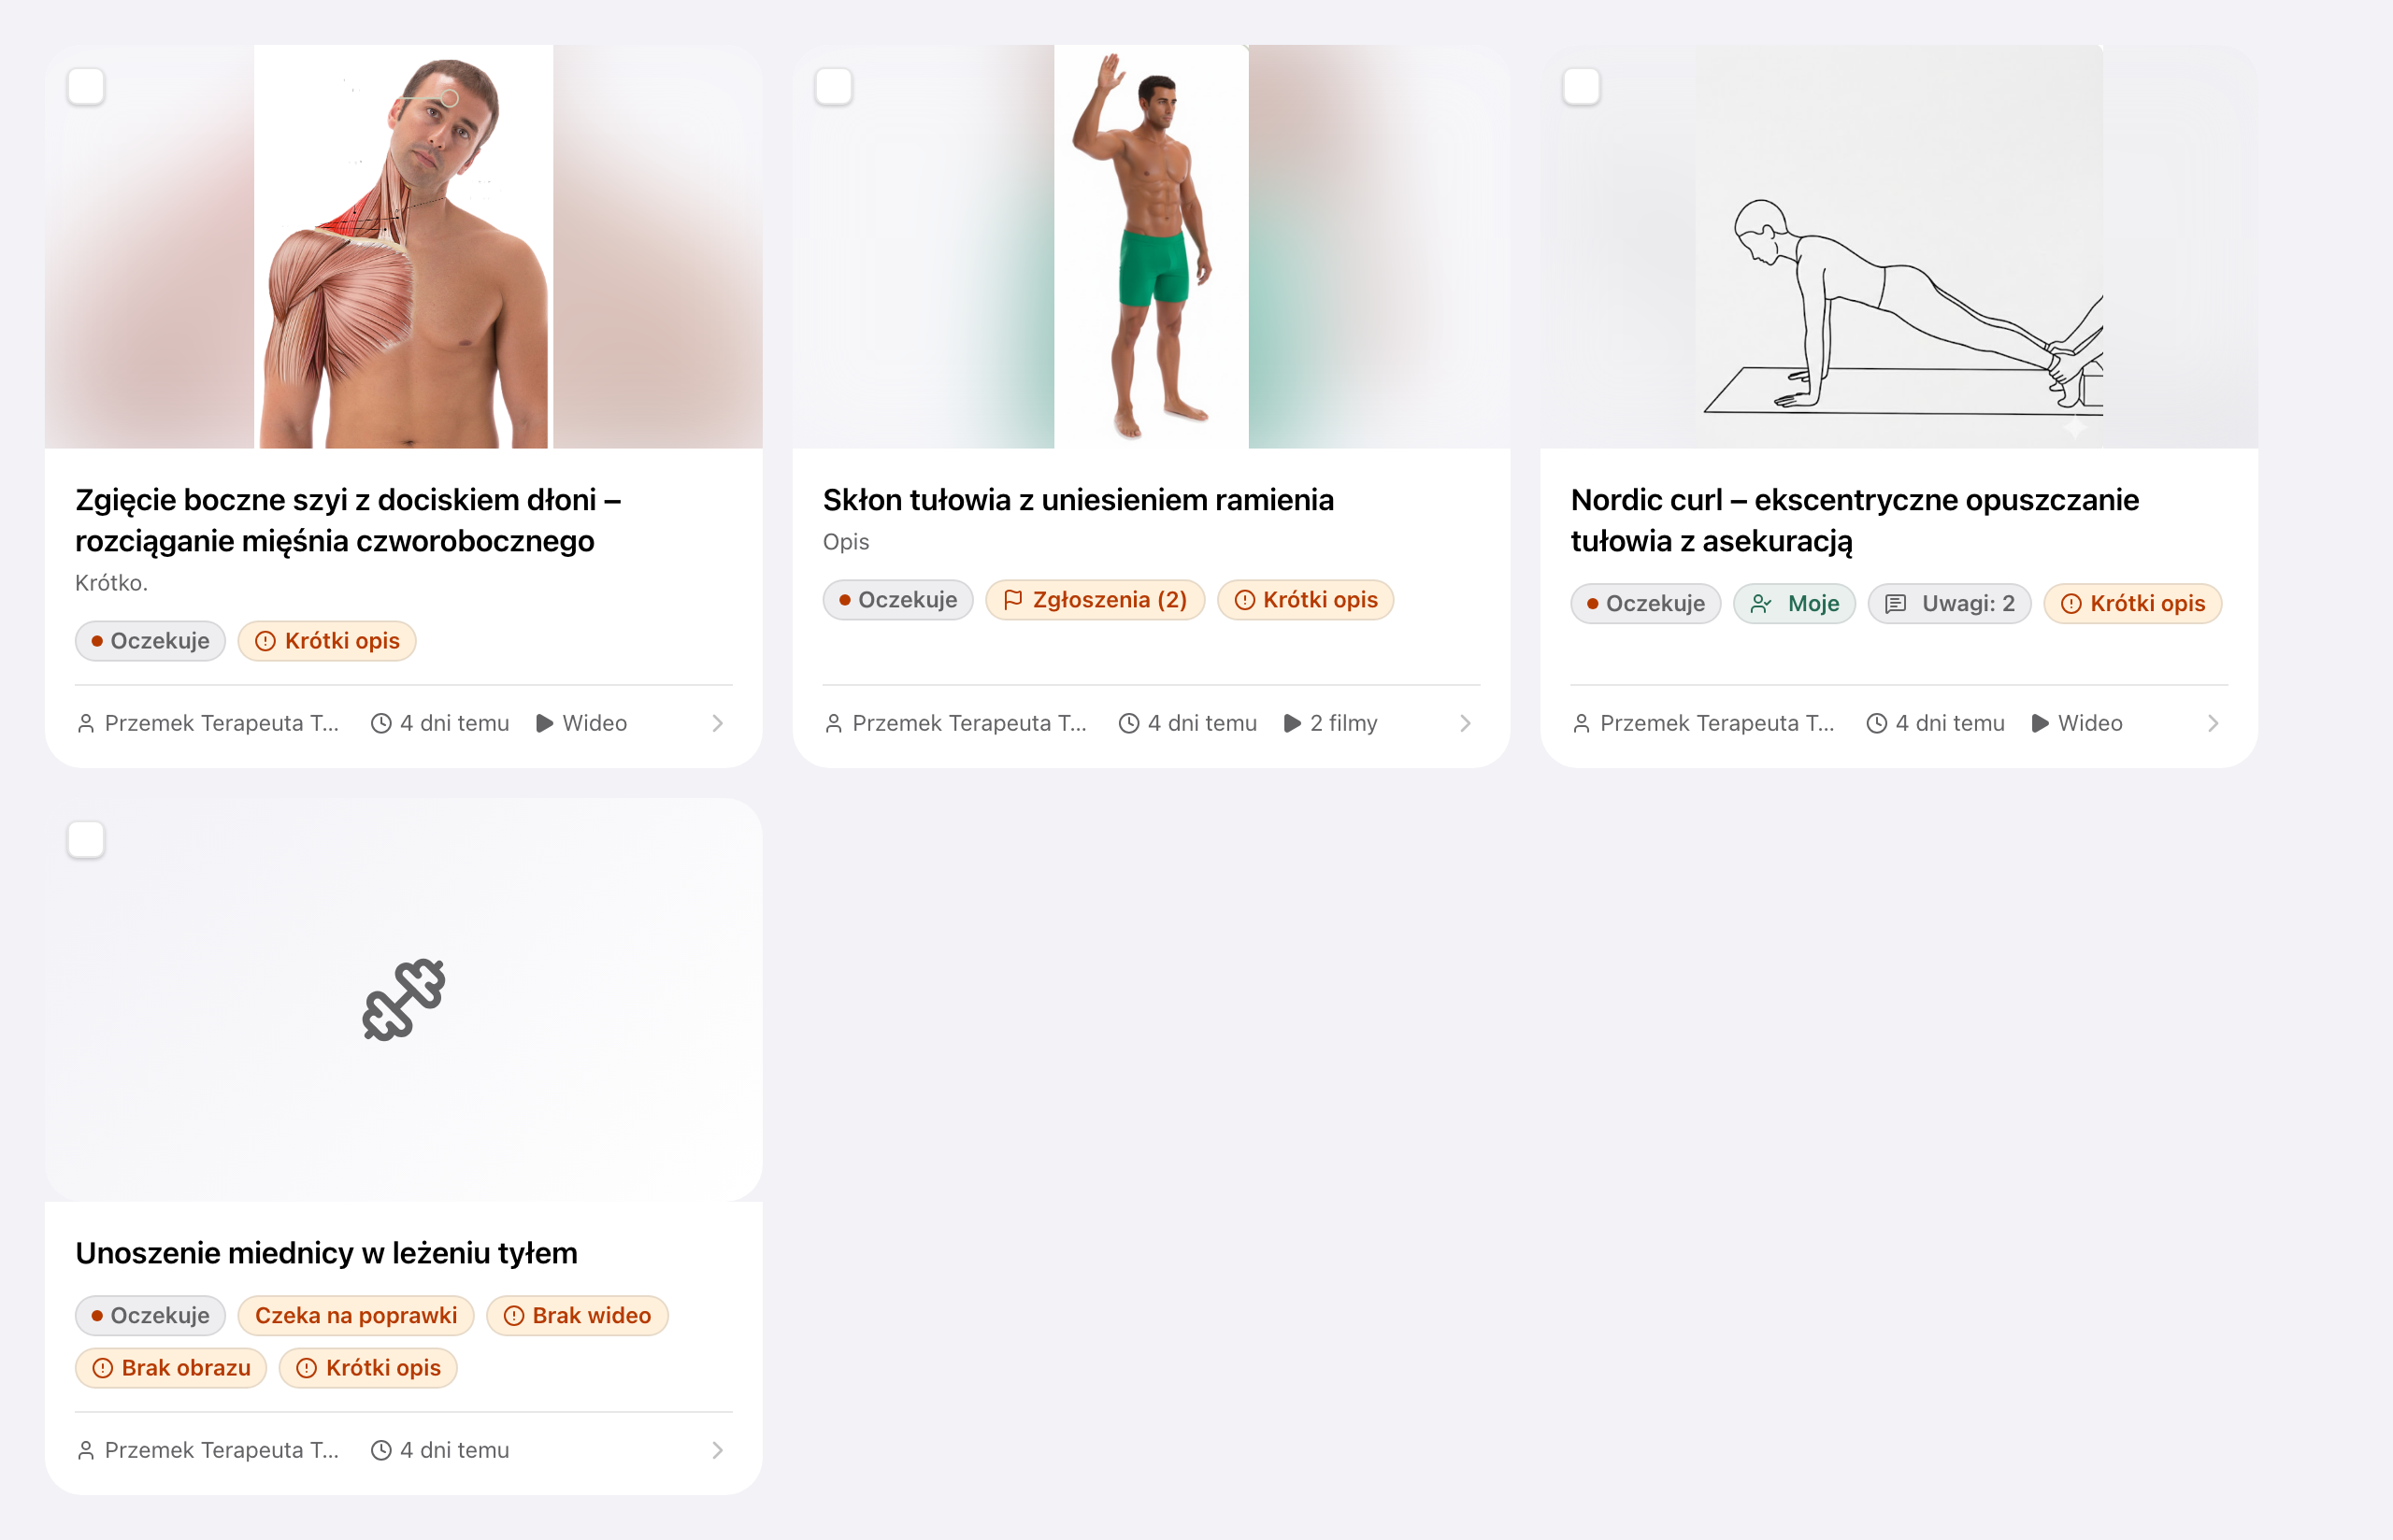 Zgięcie boczne szyi z dociskiem dłoni –
rozciąganie mięśnia czworobocznego
Krótko.
Oczekuje
Krótki opis
Przemek Terapeuta T...
4 dni temu
Wideo
Skłon tułowia z uniesieniem ramienia
Opis
Oczekuje
Zgłoszenia (2)
Krótki opis
Przemek Terapeuta T...
4 dni temu
2 filmy
Nordic curl – ekscentryczne opuszczanie
tułowia z asekuracją
Oczekuje
Moje
Uwagi: 2
Krótki opis
Przemek Terapeuta T...
4 dni temu
Wideo
Unoszenie miednicy w leżeniu tyłem
Oczekuje
Czeka na poprawki
Brak wideo
Brak obrazu
Krótki opis
Przemek Terapeuta T...
4 dni temu